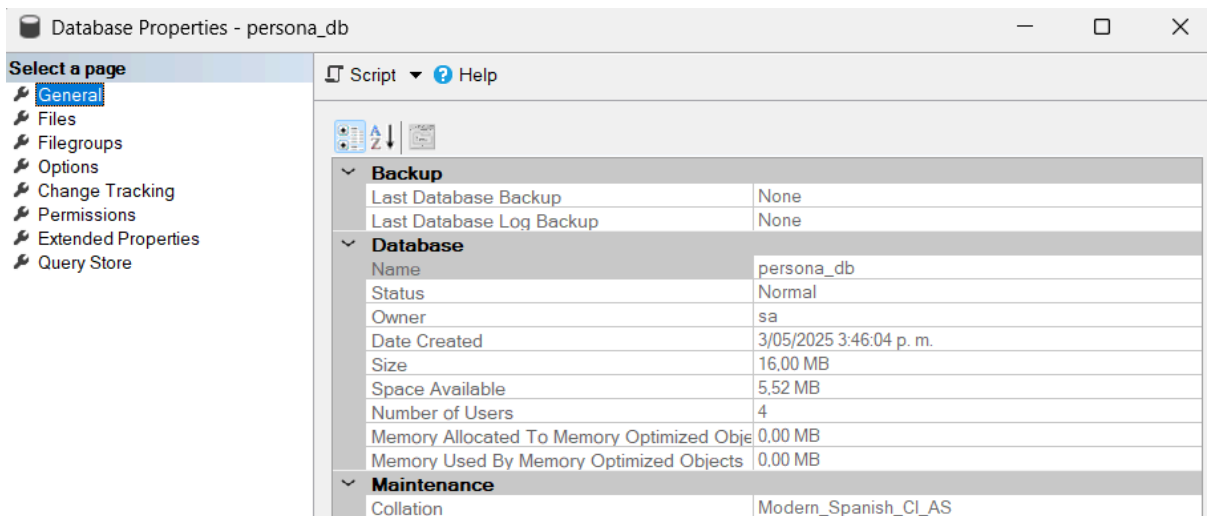 Database Properties - persona_db
Select a page
General
Files
Filegroups
Options
Change Tracking
Permissions
Extended Properties
Query Store
Script Help
Backup
Last Database Backup None
Last Database Log Backup None
Database
Name persona_db
Status Normal
Owner sa
Date Created 3/05/2025 3:46:04 p. m.
Size 16,00 MB
Space Available 5,52 MB
Number of Users 4
Memory Allocated To Memory Optimized Obje 0,00 MB
Memory Used By Memory Optimized Objects 0,00 MB
Maintenance
Collation Modern_Spanish_CI_AS